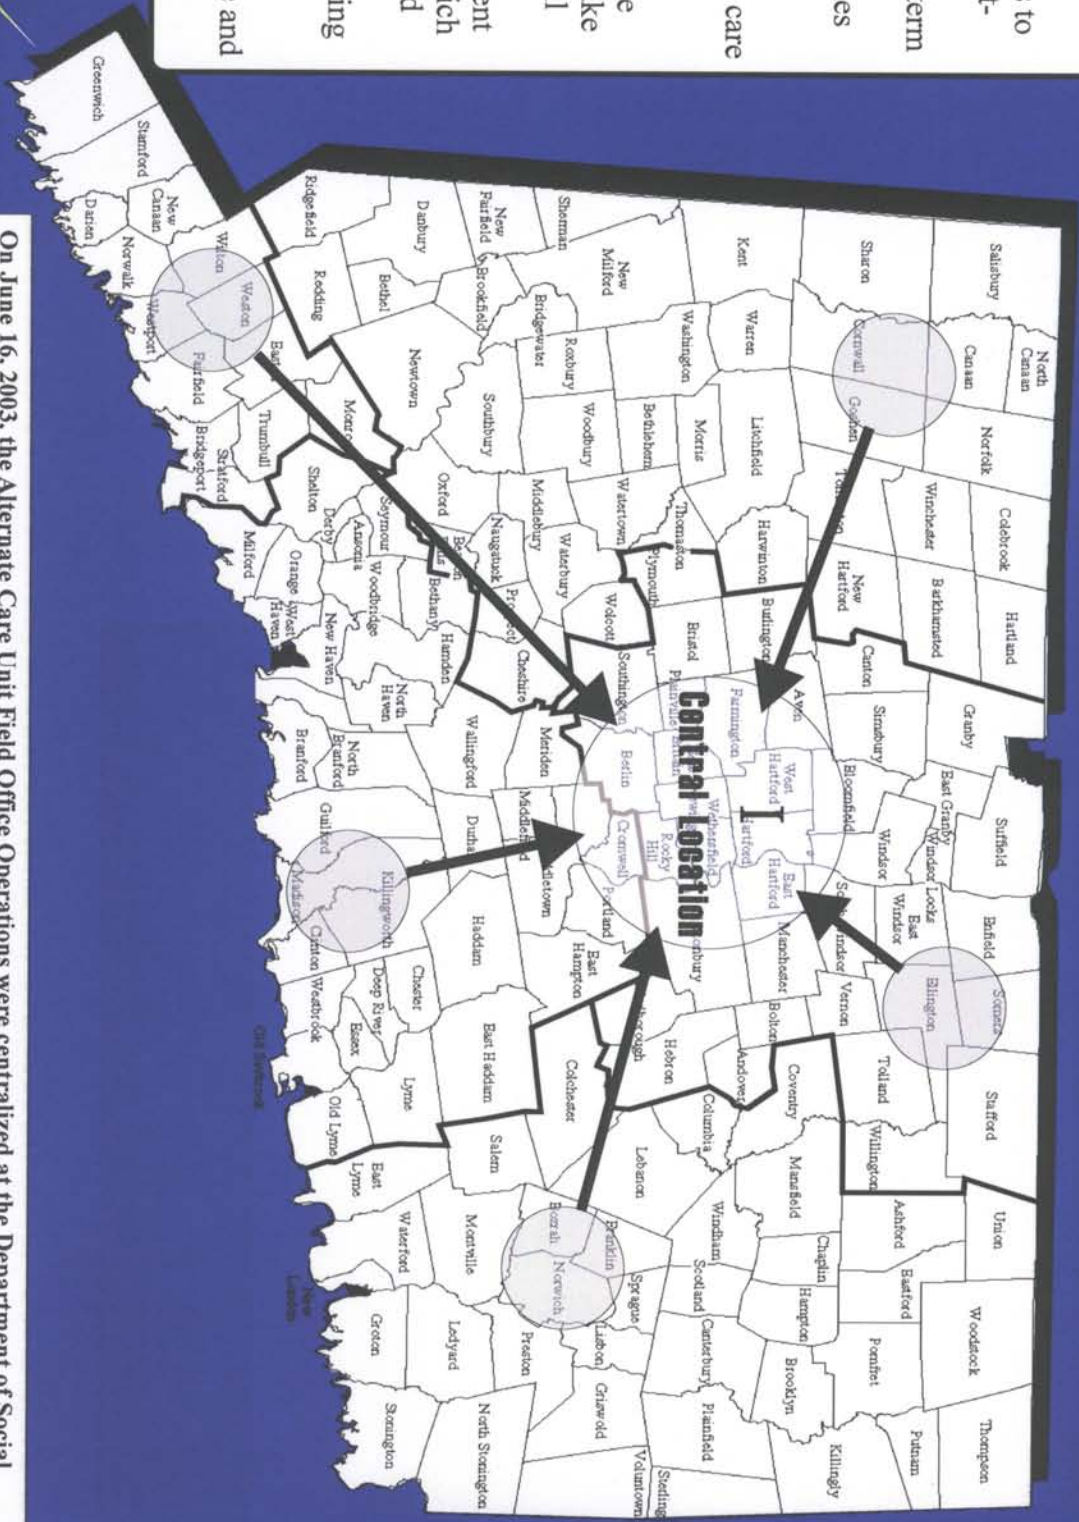 s to
t-
term
es
care
e
ke
l
ent
ich
d
ing
and
North
Canaan
Salisbury
Canaan
Norfolk
Colebrook
Hartland
Suffield
Enfield
Somers
Stafford
Union
Woodstock
Thompson
Sharon
Cornwall
Goshen
Winchester
Barkhamsted
New
Hartford
Canton
Granby
East Granby
Simsbury
Bloomfield
Windsor
Windsor Locks
East
Windsor
Ellington
Vernon
Tolland
Willington
Ashford
Eastford
Pomfret
Putnam
Kent
Warren
Litchfield
Harwinton
Burlington
Avon
Farmington
West
Hartford
Hartford
I
East
Hartford
Manchester
Bolton
Andover
Coventry
Mansfield
Chaplin
Hampton
Brooklyn
Killingly
Central Location
Washington
Morris
Bethlehem
Watertown
Thomaston
Plymouth
Bristol
Plainville
Wethersfield
Rocky
Hill
Hebron
Columbia
Windham
Scotland
Canterbury
Plainfield
Sterling
New
Milford
Sherman
Bridgewater
Roxbury
Woodbury
Middlebury
Waterbury
Wolcott
Southington
Berlin
Cromwell
Portland
East
Hampton
Colchester
Lebanon
Franklin
Sprague
Lisbon
Griswold
Voluntown
New
Fairfield
Brookfield
Southbury
Oxford
Naugatuck
Cheshire
Meriden
Bozrah
Norwich
Preston
Danbury
Bethel
Newtown
Seymour
Bethany
Hamden
Wallingford
Haddam
East Haddam
Salem
Montville
Ledyard
North Stonington
Ridgefield
Redding
Monroe
Shelton
Derby
Ansonia
Woodbridge
North
Haven
New Haven
North
Branford
Guilford
Killingworth
Chester
Deep River
Essex
Lyme
Old Lyme
East
Lyme
Waterford
Groton
Stonington
Wilton
Weston
Trumbull
Stratford
Milford
Orange
West
Haven
Branford
Madison
Clinton
Westbrook
Old Saybrook
New
London
Greenwich
Stamford
New
Canaan
Darien
Norwalk
Westport
Fairfield
Bridgeport
On June 16, 2003, the Alternate Care Unit Field Office Operations were centralized at the Department of Social